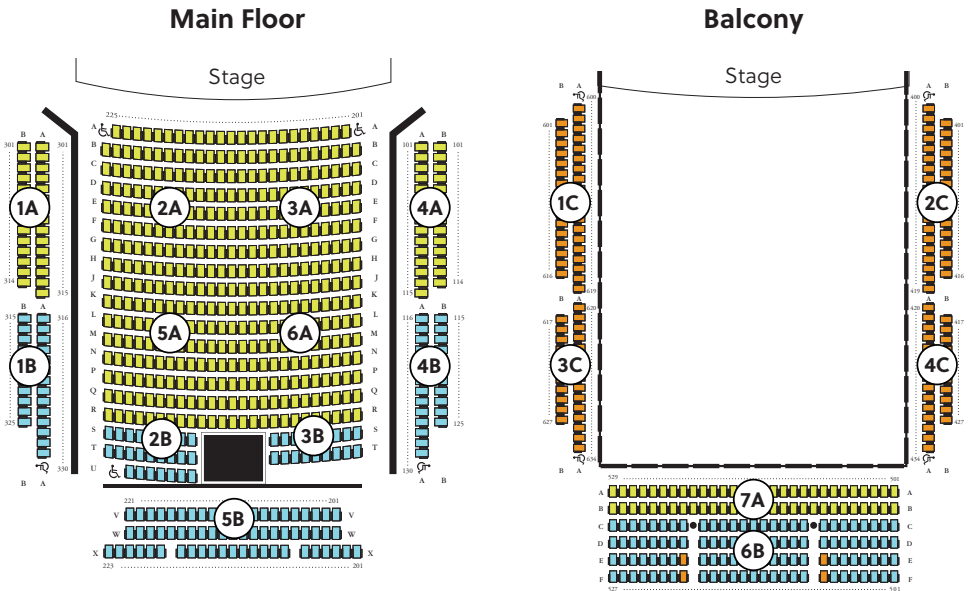 Main Floor
Balcony
Stage
Stage
225 201
A A
B B
C C
D D
E E
F F
G G
H H
J J
K K
L L
M M
N N
P P
Q Q
R R
S S
T T
U
B A
301 301
1A
314 315
B A
315 316
1B
325
330
B A
2A 3A
5A 6A
2B 3B
A B
101 101
4A
115 114
A B
116 115
4B
125
130
A B
221 201
V V
W W
X X
223 201
5B
B A
600
601
1C
616
619
B A
620
617
3C
627
634
B A
A B
400
401
2C
416
419
A B
420
417
4C
427
434
A B
529 501
A A
7A
B B
C C
D D
6B
E E
F F
527 501